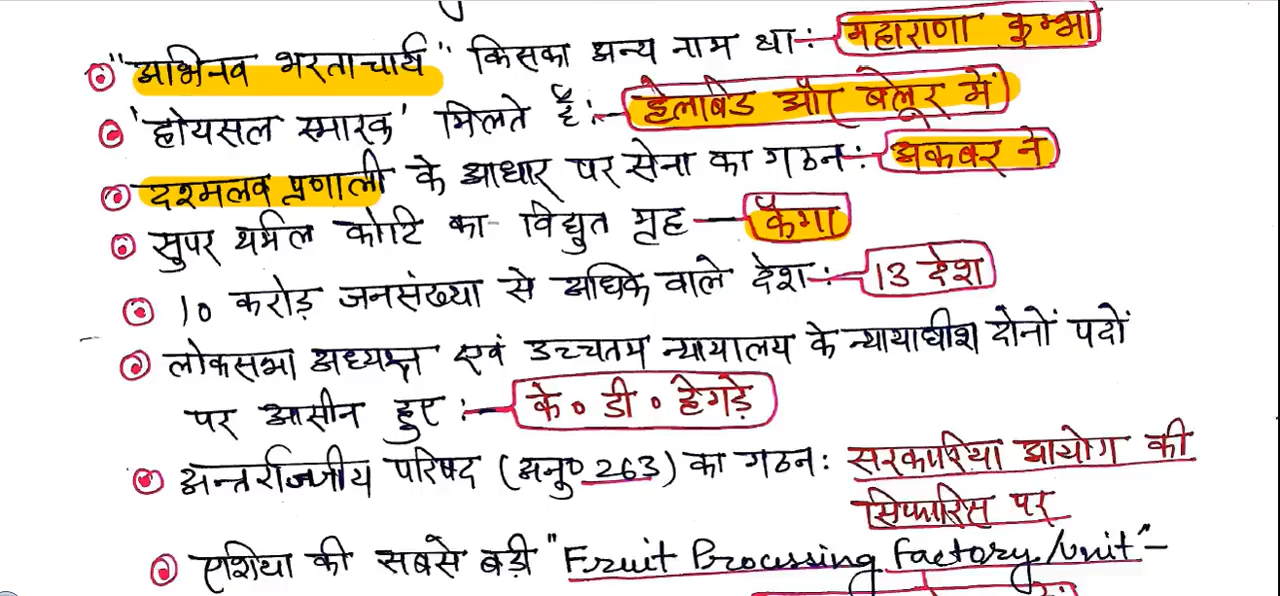 "अभिनव भरताचार्य" किसका अन्य नाम था:- महाराणा कुम्भा
'होयसल स्मारक' मिलते हैं:- हैलाबिड और बेलूर में
दशमलव प्रणाली के आधार पर सेना का गठन:- अकबर ने
सुपर थर्मल कोटि का विद्युत गृह — कैगा
10 करोड़ जनसंख्या से अधिक वाले देश:- 13 देश
लोकसभा अध्यक्ष एवं उच्चतम न्यायालय के न्यायाधीश दोनों पदों
पर आसीन हुए:- के० डी० हेगड़े
अन्तर्राज्यीय परिषद (अनु० 263) का गठन: सरकारिया आयोग की
सिफारिस पर
एशिया की सबसे बड़ी "Fruit Processing factory/unit"-